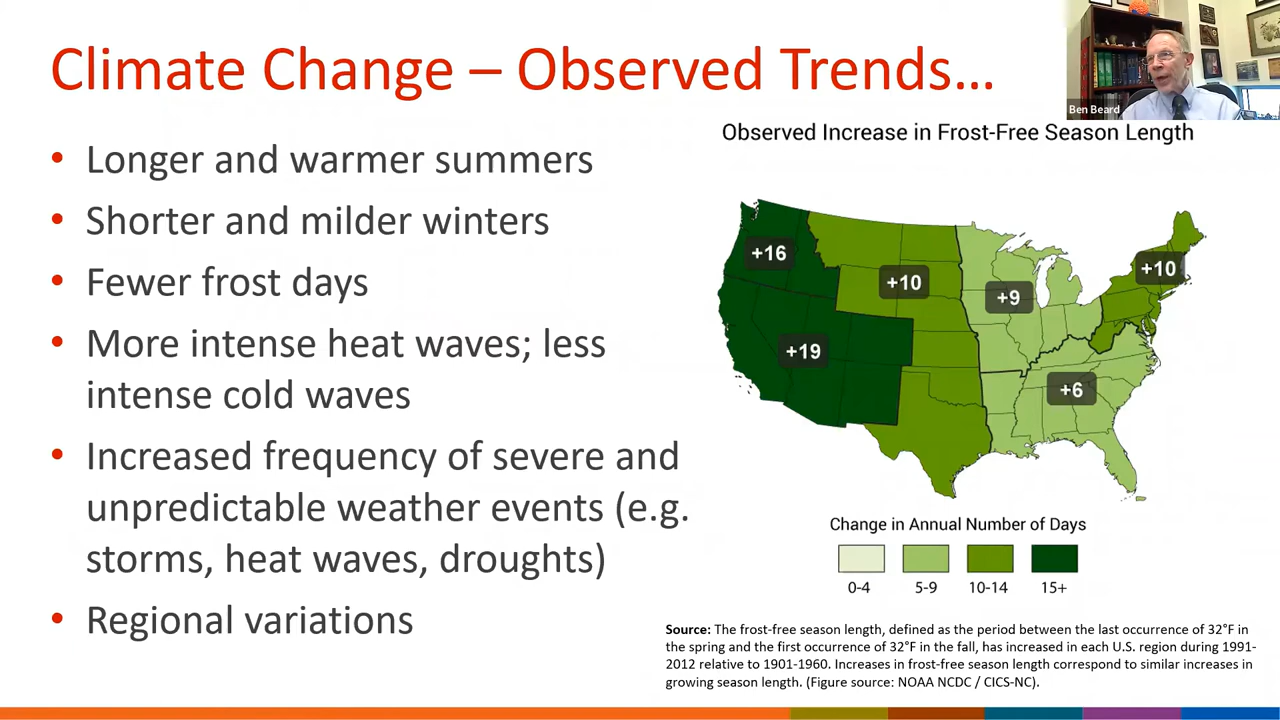 Climate Change – Observed Trends...
Ben Beard
• Longer and warmer summers
• Shorter and milder winters
• Fewer frost days
• More intense heat waves; less
intense cold waves
• Increased frequency of severe and
unpredictable weather events (e.g.
storms, heat waves, droughts)
• Regional variations
Observed Increase in Frost-Free Season Length
+16
+10
+10
+9
+19
+6
Change in Annual Number of Days
0-4 5-9 10-14 15+
Source: The frost-free season length, defined as the period between the last occurrence of 32°F in
the spring and the first occurrence of 32°F in the fall, has increased in each U.S. region during 1991-
2012 relative to 1901-1960. Increases in frost-free season length correspond to similar increases in
growing season length. (Figure source: NOAA NCDC / CICS-NC).